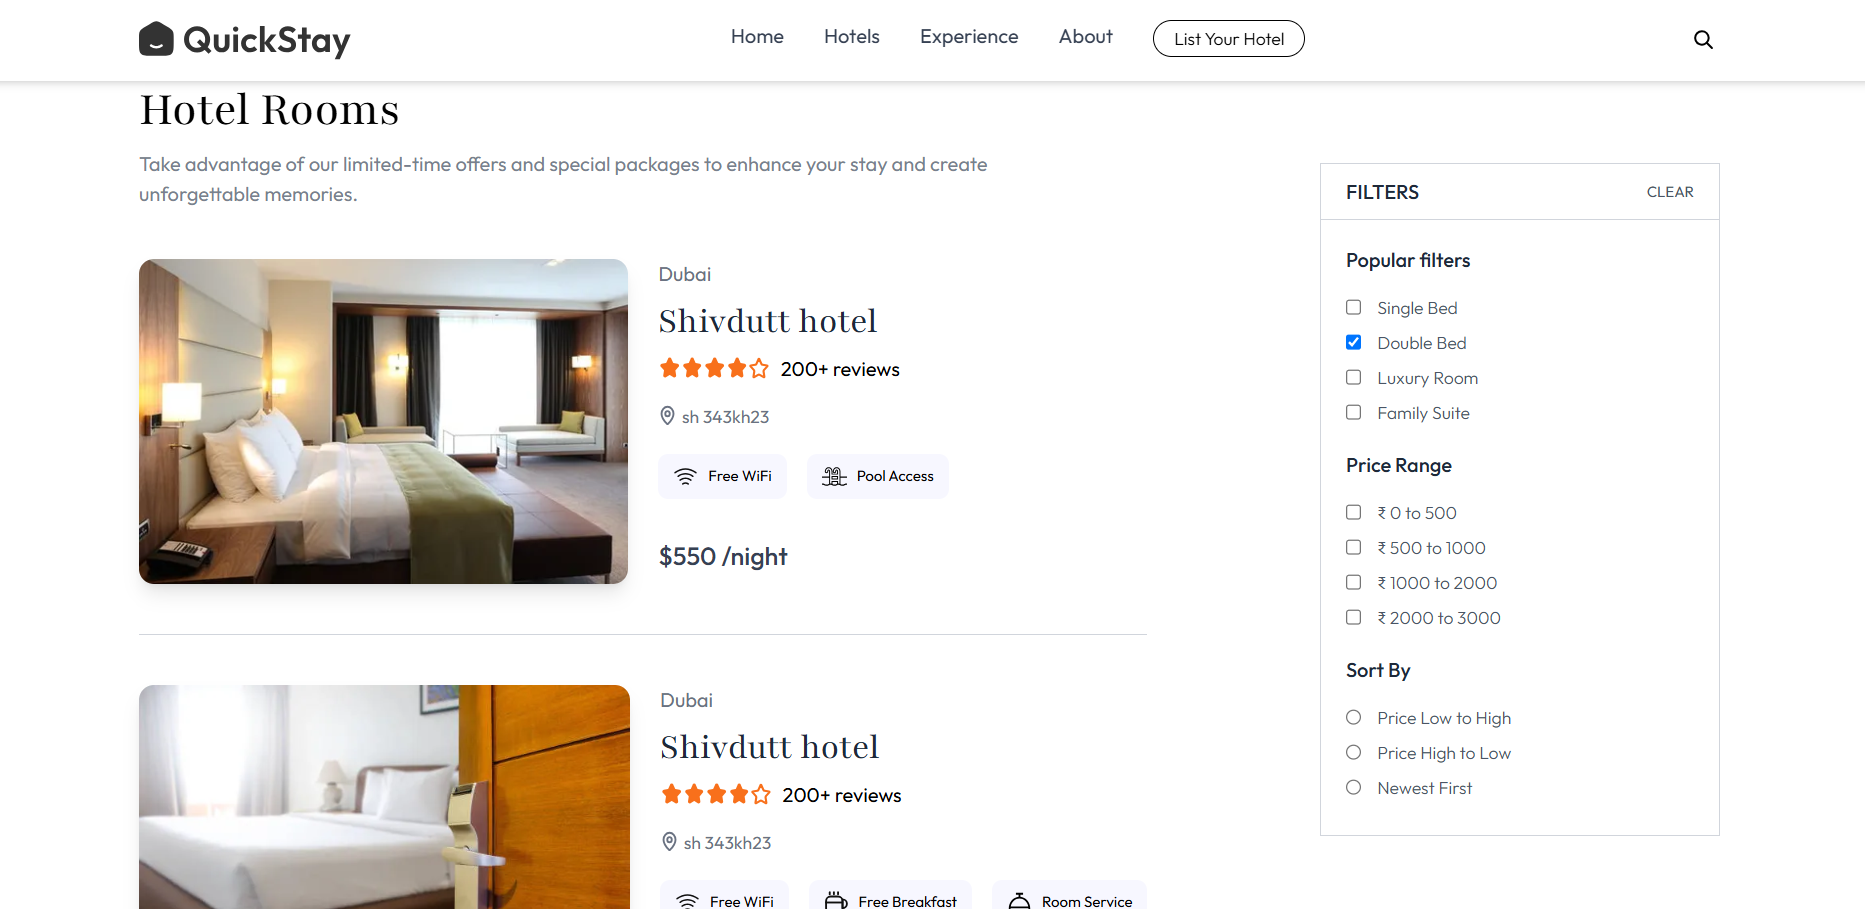 QuickStay
Home
Hotels
Experience
About
List Your Hotel
Hotel Rooms
Take advantage of our limited-time offers and special packages to enhance your stay and create
unforgettable memories.
Dubai
Shivdutt hotel
200+ reviews
sh 343kh23
Free WiFi
Pool Access
$550 /night
Dubai
Shivdutt hotel
200+ reviews
sh 343kh23
Free WiFi
Free Breakfast
Room Service
FILTERS
CLEAR
Popular filters
Single Bed
Double Bed
Luxury Room
Family Suite
Price Range
₹ 0 to 500
₹ 500 to 1000
₹ 1000 to 2000
₹ 2000 to 3000
Sort By
Price Low to High
Price High to Low
Newest First